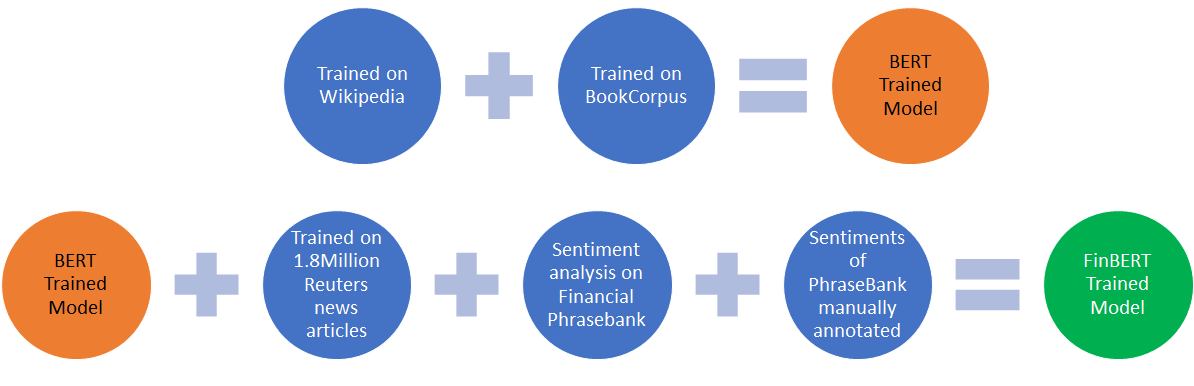 Trained on
Wikipedia
Trained on
BookCorpus
BERT
Trained
Model
BERT
Trained
Model
Trained on
1.8Million
Reuters
news
articles
Sentiment
analysis on
Financial
Phrasebank
Sentiments
of
PhraseBank
manually
annotated
FinBERT
Trained
Model